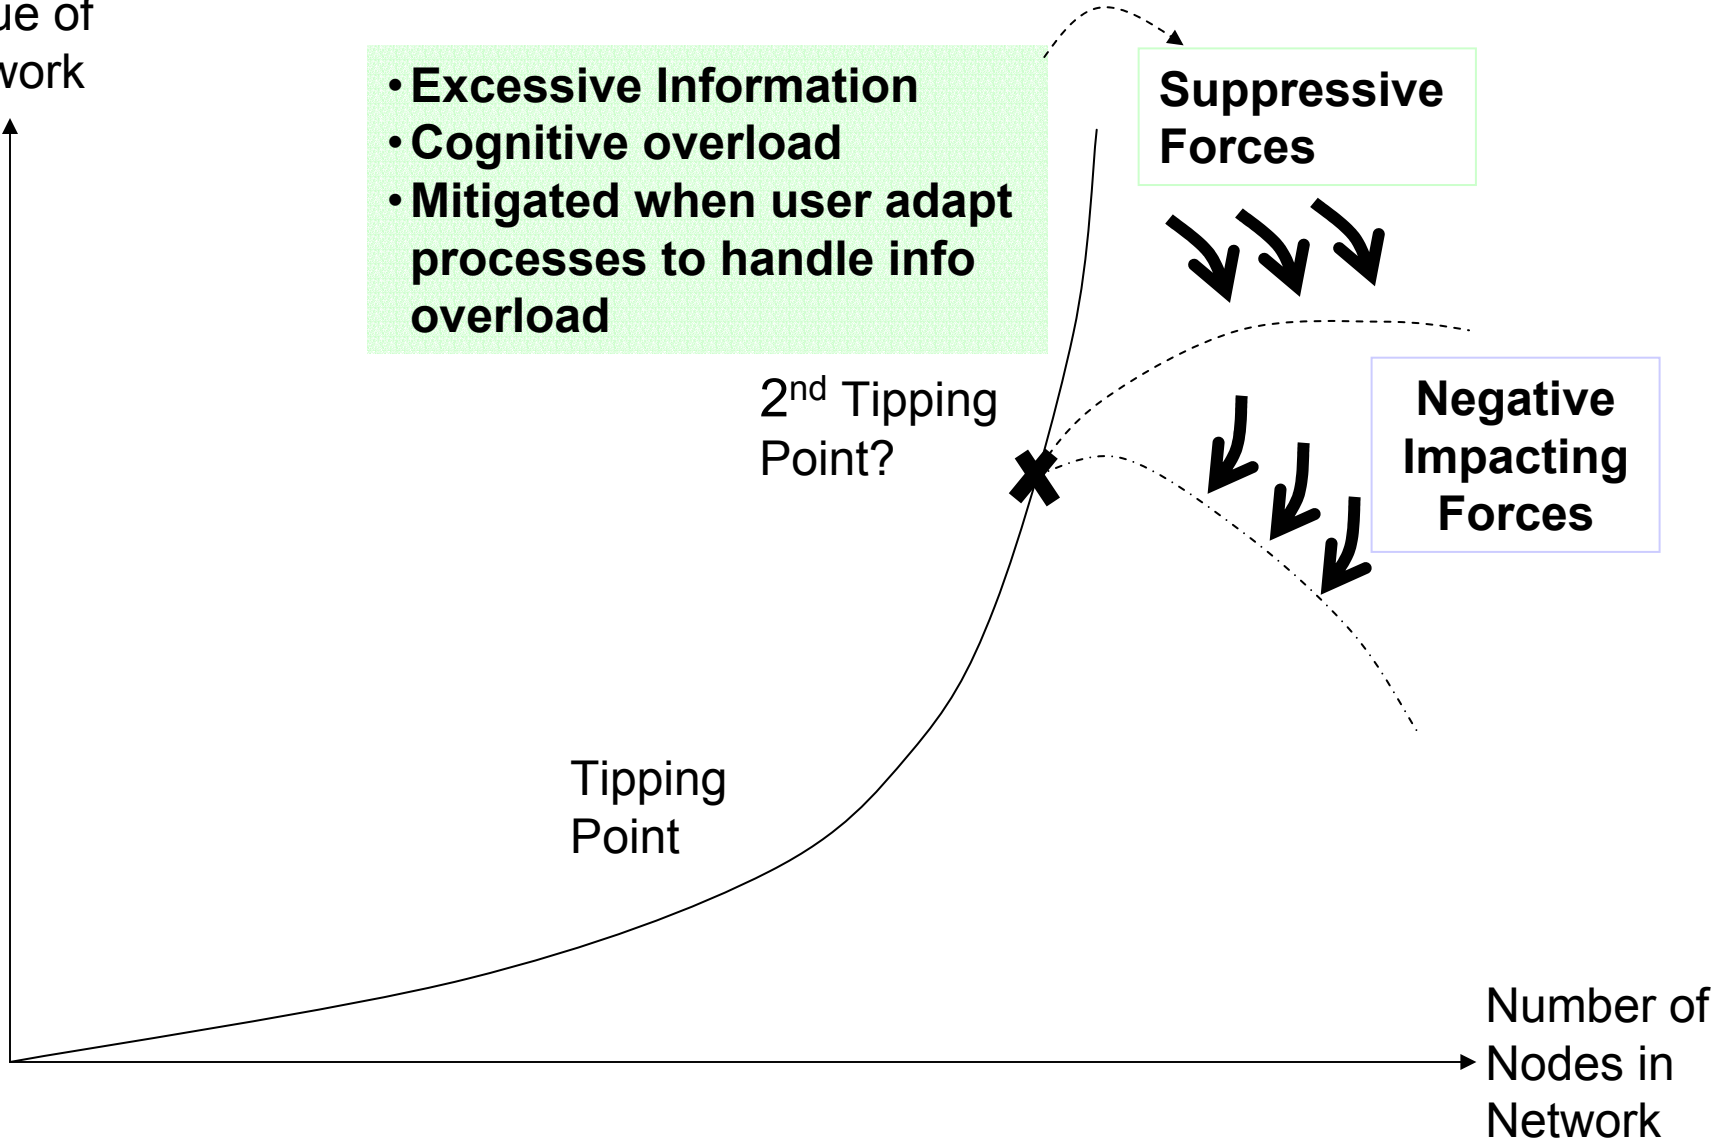 ue of
work
• Excessive Information
• Cognitive overload
• Mitigated when user adapt
processes to handle info
overload
Suppressive
Forces
2nd Tipping
Point?
Negative
Impacting
Forces
Tipping
Point
Number of
Nodes in
Network